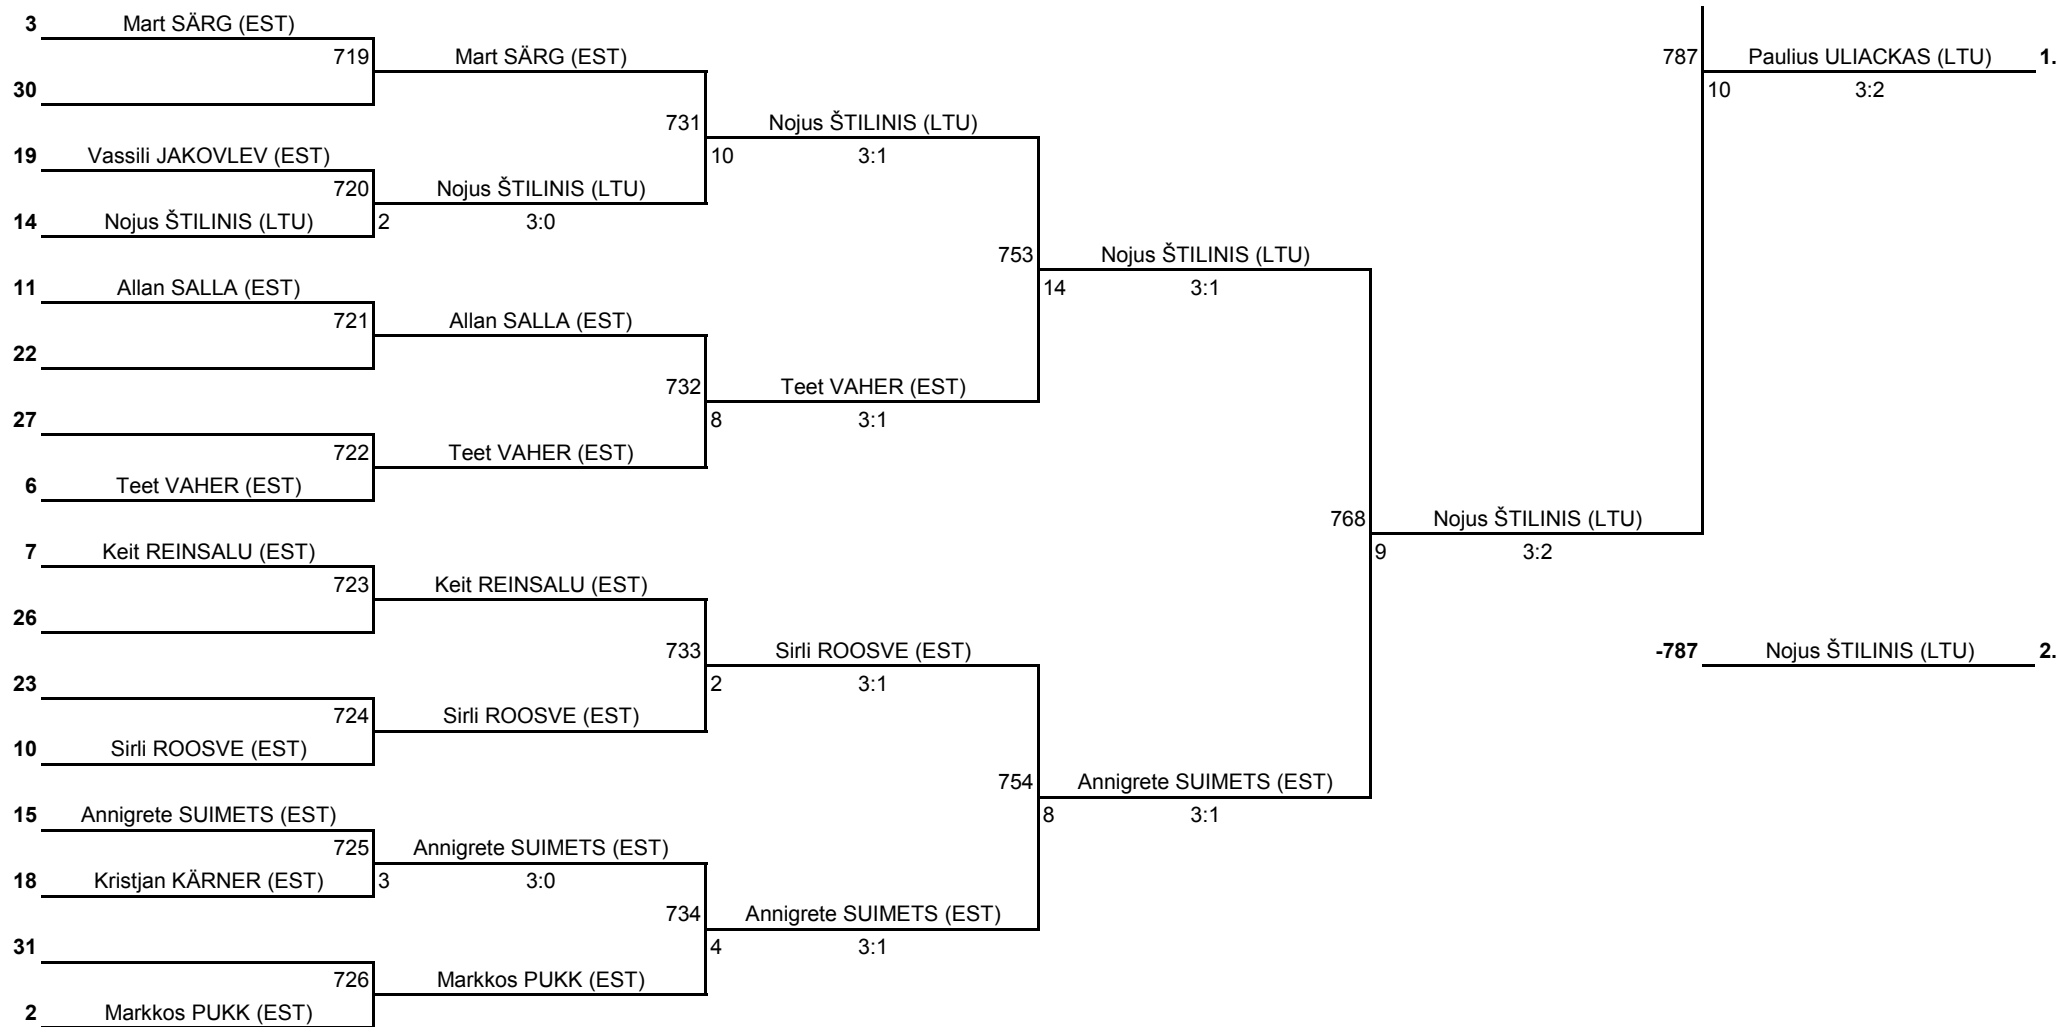 3 Mart SÄRG (EST)
719 Mart SÄRG (EST) 787 Paulius ULIACKAS (LTU) 1.
30 10 3:2
731 Nojus ŠTILINIS (LTU)
19 Vassili JAKOVLEV (EST) 10 3:1
720 Nojus ŠTILINIS (LTU)
14 Nojus ŠTILINIS (LTU) 2 3:0
753 Nojus ŠTILINIS (LTU)
11 Allan SALLA (EST) 14 3:1
721 Allan SALLA (EST)
22
732 Teet VAHER (EST)
27 8 3:1
722 Teet VAHER (EST)
6 Teet VAHER (EST)
768 Nojus ŠTILINIS (LTU)
7 Keit REINSALU (EST) 9 3:2
723 Keit REINSALU (EST)
26
733 Sirli ROOSVE (EST) -787 Nojus ŠTILINIS (LTU) 2.
23 2 3:1
724 Sirli ROOSVE (EST)
10 Sirli ROOSVE (EST)
754 Annigrete SUIMETS (EST)
15 Annigrete SUIMETS (EST) 8 3:1
725 Annigrete SUIMETS (EST)
18 Kristjan KÄRNER (EST) 3 3:0
734 Annigrete SUIMETS (EST)
31 4 3:1
726 Markkos PUKK (EST)
2 Markkos PUKK (EST)